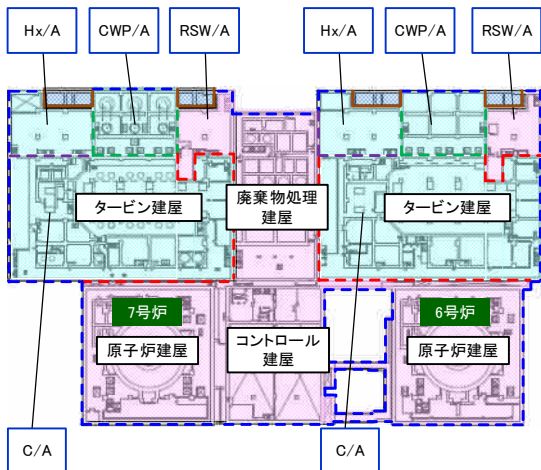 Hx/A
CWP/A
RSW/A
Hx/A
CWP/A
RSW/A
タービン建屋
廃棄物処理
建屋
タービン建屋
7号炉
原子炉建屋
コントロール
建屋
6号炉
原子炉建屋
C/A
C/A